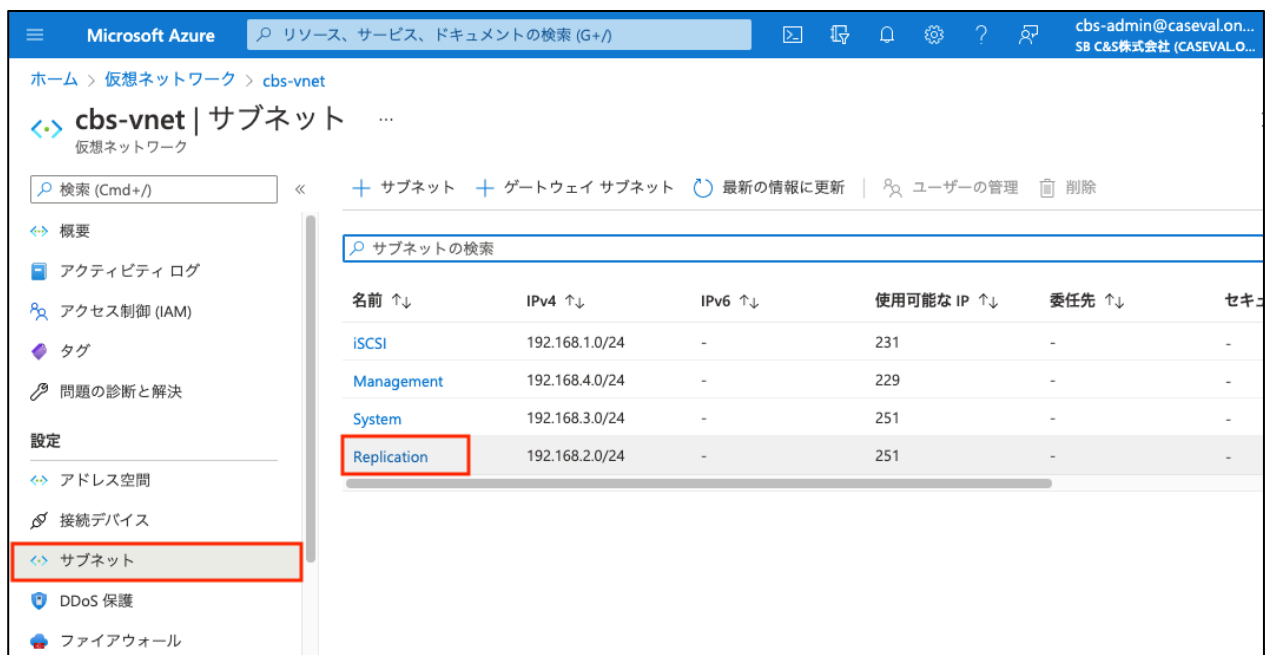 Microsoft Azure
リソース、サービス、ドキュメントの検索 (G+/)
cbs-admin@caseval.on...
SB C&S株式会社 (CASEVAL.O...
ホーム > 仮想ネットワーク > cbs-vnet
cbs-vnet | サブネット ...
仮想ネットワーク
検索 (Cmd+/) «
+ サブネット + ゲートウェイ サブネット 最新の情報に更新 | ユーザーの管理 削除
概要
アクティビティ ログ
アクセス制御 (IAM)
タグ
問題の診断と解決
設定
アドレス空間
接続デバイス
サブネット
DDoS 保護
ファイアウォール
サブネットの検索
名前 ↑↓ IPv4 ↑↓ IPv6 ↑↓ 使用可能な IP ↑↓ 委任先 ↑↓ セキュ
iSCSI 192.168.1.0/24 - 231 - -
Management 192.168.4.0/24 - 229 - -
System 192.168.3.0/24 - 251 - -
Replication 192.168.2.0/24 - 251 - -